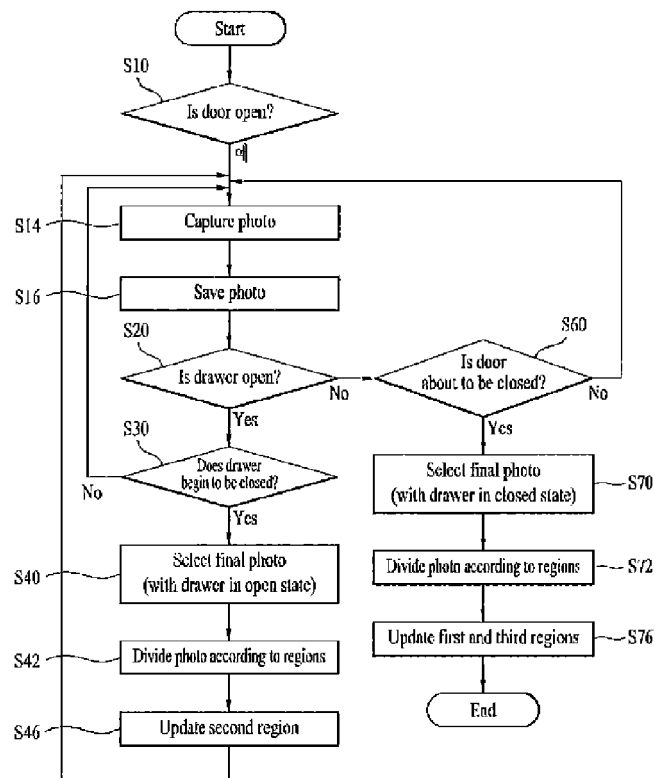 Start
S10
Is door open?
예
S14
Capture photo
S16
Save photo
S20
Is drawer open?
No
Yes
S60
Is door
about to be closed?
No
Yes
S30
Does drawer
begin to be closed?
No
Yes
S40
Select final photo
(with drawer in open state)
S42
Divide photo according to regions
S46
Update second region
Select final photo
(with drawer in closed state)
S70
Divide photo according to regions
S72
Update first and third regions
S76
End